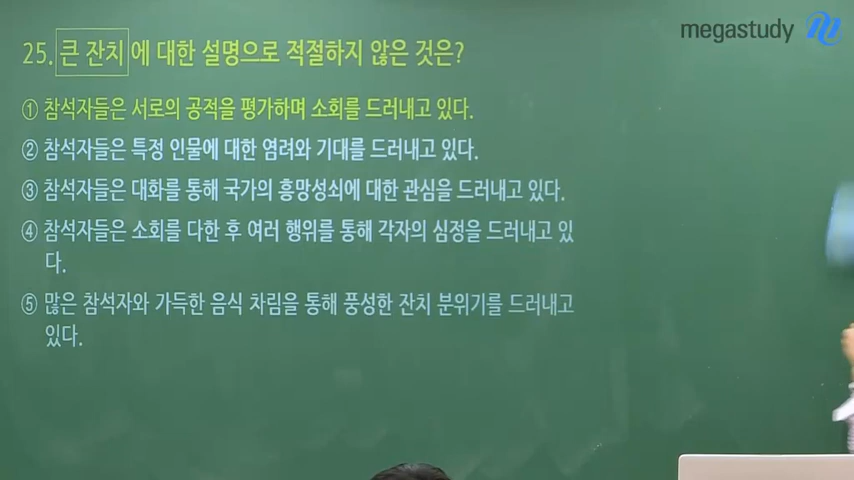 megastudy
25. 큰 잔치 에 대한 설명으로 적절하지 않은 것은?
① 참석자들은 서로의 공적을 평가하며 소회를 드러내고 있다.
② 참석자들은 특정 인물에 대한 염려와 기대를 드러내고 있다.
③ 참석자들은 대화를 통해 국가의 흥망성쇠에 대한 관심을 드러내고 있다.
④ 참석자들은 소회를 다한 후 여러 행위를 통해 각자의 심정을 드러내고 있
다.
⑤ 많은 참석자와 가득한 음식 차림을 통해 풍성한 잔치 분위기를 드러내고
있다.